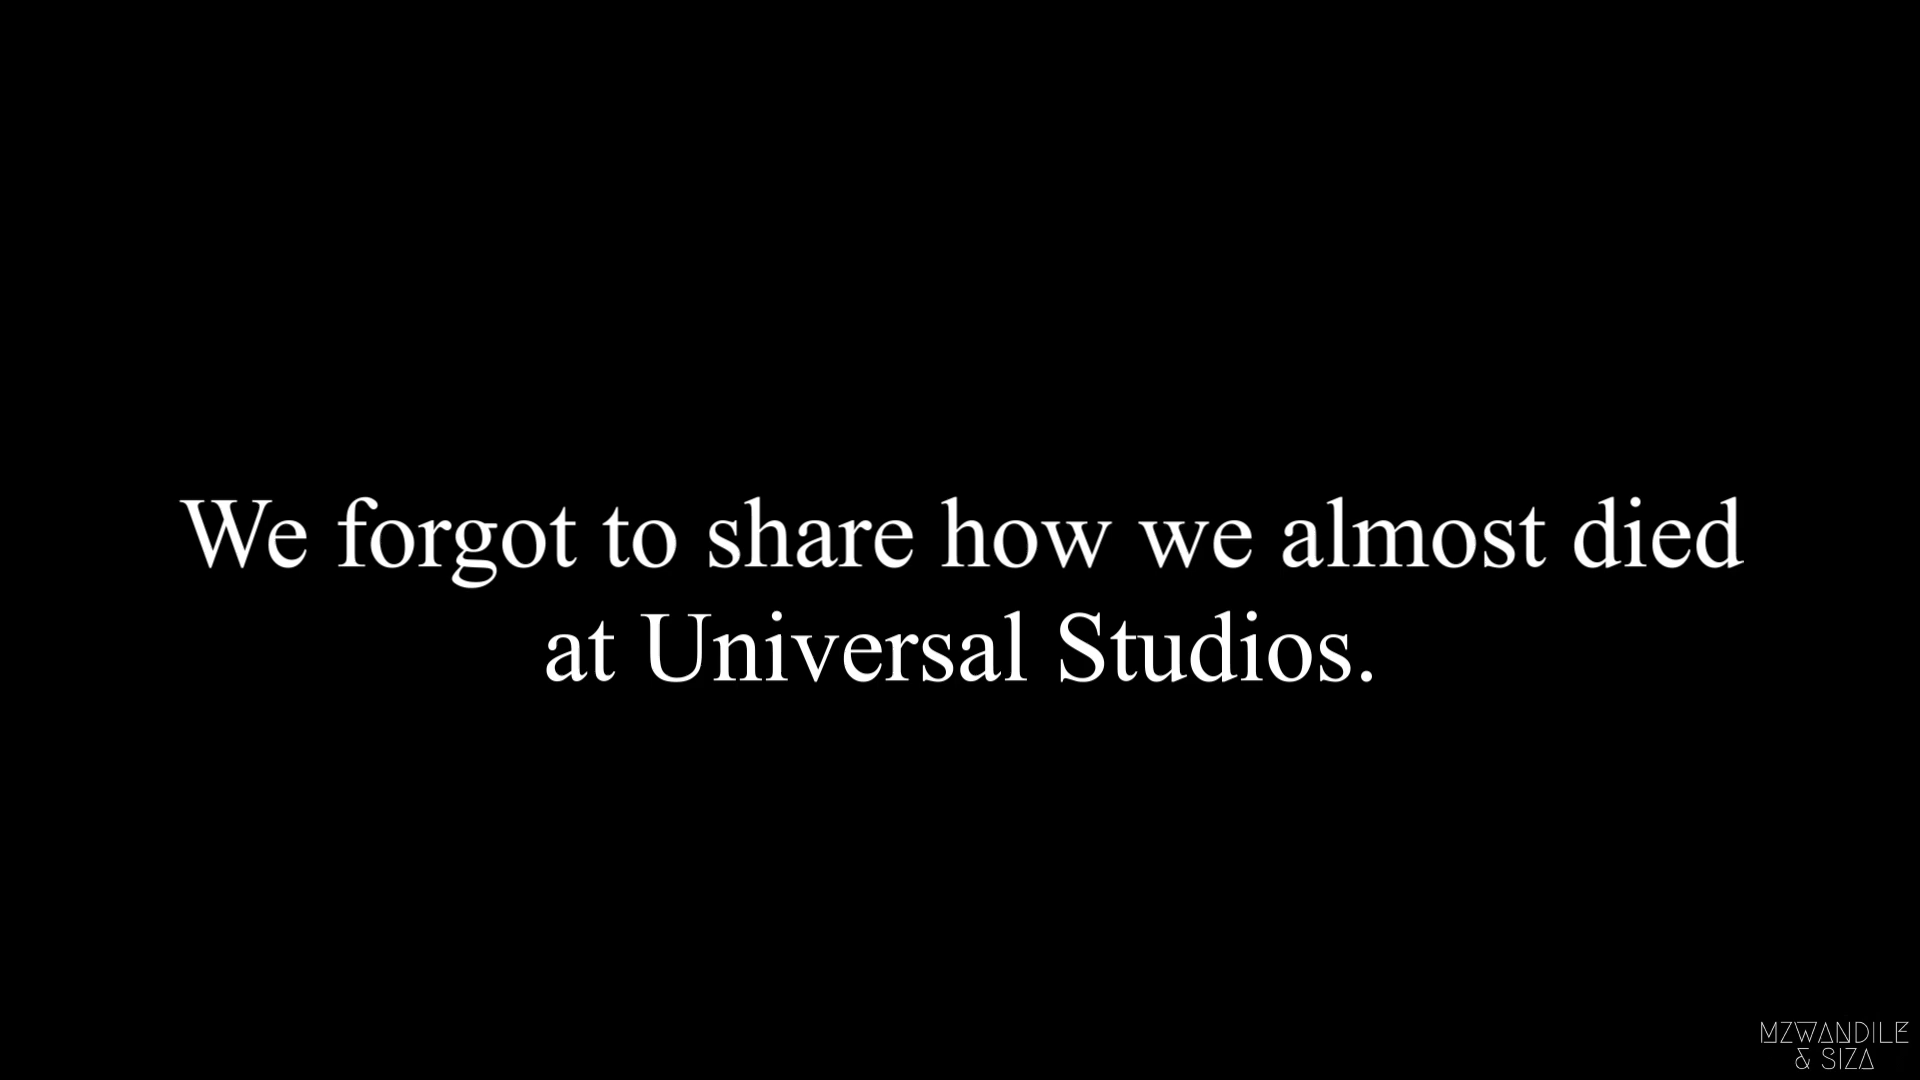 We forgot to share how we almost died
at Universal Studios.
MZWANDILE
& SIZA